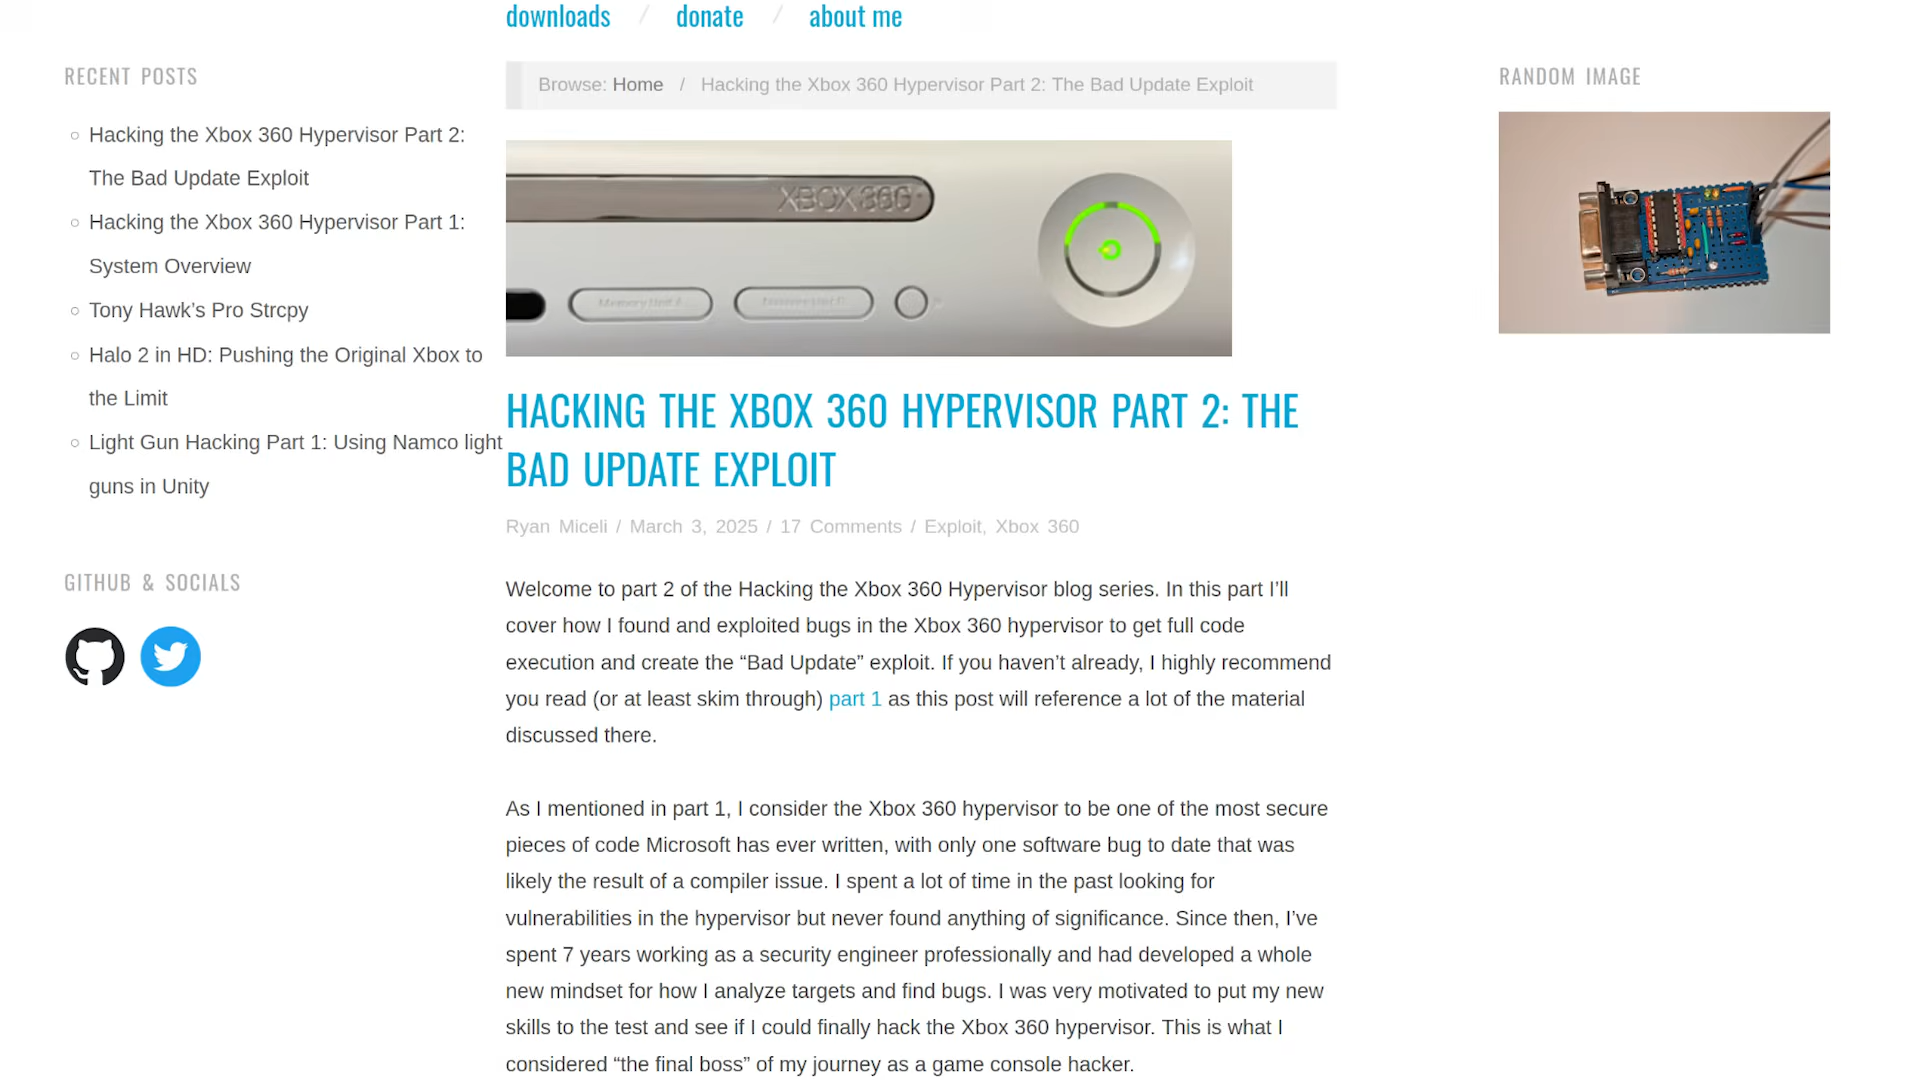 downloads / donate / about me
RECENT POSTS
Hacking the Xbox 360 Hypervisor Part 2:
The Bad Update Exploit
Hacking the Xbox 360 Hypervisor Part 1:
System Overview
Tony Hawk’s Pro Strcpy
Halo 2 in HD: Pushing the Original Xbox to
the Limit
Light Gun Hacking Part 1: Using Namco light
guns in Unity
GITHUB & SOCIALS
Browse: Home / Hacking the Xbox 360 Hypervisor Part 2: The Bad Update Exploit
XBOX 360
HACKING THE XBOX 360 HYPERVISOR PART 2: THE
BAD UPDATE EXPLOIT
Ryan Miceli / March 3, 2025 / 17 Comments / Exploit, Xbox 360
Welcome to part 2 of the Hacking the Xbox 360 Hypervisor blog series. In this part I’ll
cover how I found and exploited bugs in the Xbox 360 hypervisor to get full code
execution and create the “Bad Update” exploit. If you haven’t already, I highly recommend
you read (or at least skim through) part 1 as this post will reference a lot of the material
discussed there.
As I mentioned in part 1, I consider the Xbox 360 hypervisor to be one of the most secure
pieces of code Microsoft has ever written, with only one software bug to date that was
likely the result of a compiler issue. I spent a lot of time in the past looking for
vulnerabilities in the hypervisor but never found anything of significance. Since then, I’ve
spent 7 years working as a security engineer professionally and had developed a whole
new mindset for how I analyze targets and find bugs. I was very motivated to put my new
skills to the test and see if I could finally hack the Xbox 360 hypervisor. This is what I
considered “the final boss” of my journey as a game console hacker.
RANDOM IMAGE